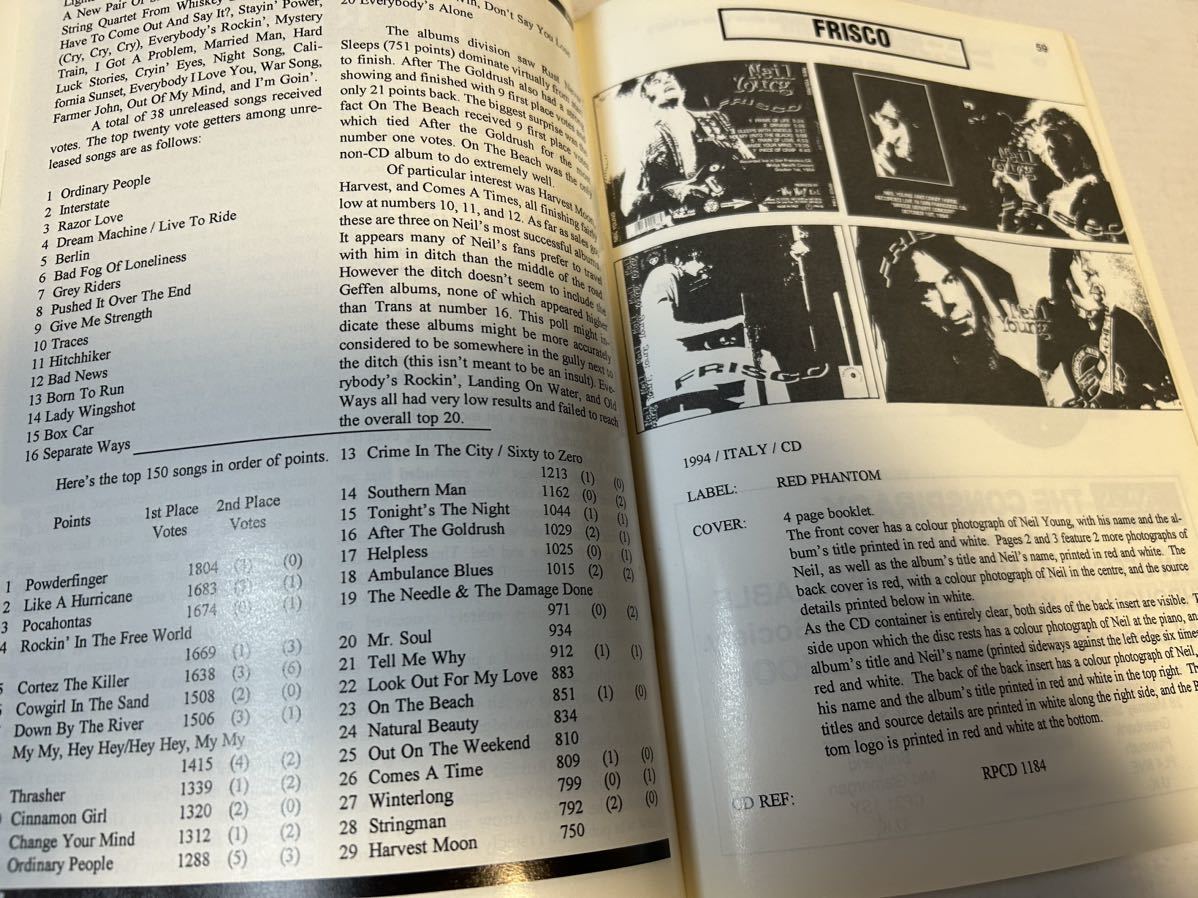 A New Pair Of
String Quartet From Whiskey
Have To Come Out And Say It?, Stayin' Power,
(Cry, Cry, Cry), Everybody's Rockin', Mystery
Train, I Got A Problem, Married Man, Hard
Luck Stories, Cryin' Eyes, Night Song, Cali-
fornia Sunset, Everybody I Love You, War Song,
Farmer John, Out Of My Mind, and I'm Goin'.
A total of 38 unreleased songs received
votes. The top twenty vote getters among unre-
leased songs are as follows:
1 Ordinary People
2 Interstate
3 Razor Love
4 Dream Machine / Live To Ride
5 Berlin
6 Bad Fog Of Loneliness
7 Grey Riders
8 Pushed It Over The End
9 Give Me Strength
10 Traces
11 Hitchhiker
12 Bad News
13 Born To Run
14 Lady Wingshot
15 Box Car
16 Separate Ways
Win, Don't Say You Love
20 Everybody's Alone
The albums division saw Rust Never
Sleeps (751 points) dominate virtually from start
to finish. After The Goldrush also had a strong
showing and finished with 9 first place votes and
only 21 points back. The biggest surprise was the
fact On The Beach received 9 first place votes
which tied After the Goldrush for the most
number one votes. On The Beach was the only
non-CD album to do extremely well.
Of particular interest was Harvest Moon,
Harvest, and Comes A Times, all finishing fairly
low at numbers 10, 11, and 12. As far as sales go,
these are three on Neil's most successful albums.
It appears many of Neil's fans prefer to travel
with him in ditch than the middle of the road
However the ditch doesn't seem to include the
Geffen albums, none of which appeared higher
than Trans at number 16. This poll might in-
dicate these albums might be more accurately
considered to be somewhere in the gully next to
the ditch (this isn't meant to be an insult). Eve-
rybody's Rockin', Landing On Water, and Old
Ways all had very low results and failed to reach
the overall top 20.
Here's the top 150 songs in order of points.
Points 1st Place Votes 2nd Place Votes
1 Powderfinger 1804 (0)
2 Like A Hurricane 1683 (1)
3 Pocahontas 1674 (1)
4 Rockin' In The Free World
1669 (1) (3)
Cortez The Killer 1638 (3) (6)
Cowgirl In The Sand 1508 (2) (0)
Down By The River 1506 (3) (1)
My My, Hey Hey/Hey Hey, My My
1415 (4) (2)
Thrasher 1339 (1) (2)
Cinnamon Girl 1320 (2) (0)
Change Your Mind 1312 (1) (2)
Ordinary People 1288 (5) (3)
13 Crime In The City / Sixty to Zero
1213 (1) (0)
14 Southern Man 1162 (0) (2)
15 Tonight's The Night 1044 (1) (1)
16 After The Goldrush 1029 (2) (1)
17 Helpless 1025 (0) (1)
18 Ambulance Blues 1015 (2) (2)
19 The Needle & The Damage Done
971 (0) (2)
20 Mr. Soul 934
21 Tell Me Why 912 (1) (1)
22 Look Out For My Love 883
23 On The Beach 851 (1) (0)
24 Natural Beauty 834
25 Out On The Weekend 810
26 Comes A Time 809 (1) (0)
27 Winterlong 799 (0) (1)
28 Stringman 792 (2) (0)
29 Harvest Moon 750
FRISCO
59
Neil
Young
FRISCO
Neil
Young
FRISCO
1994 / ITALY / CD
LABEL: RED PHANTOM
COVER: 4 page booklet.
The front cover has a colour photograph of Neil Young, with his name and the al-
bum's title printed in red and white. Pages 2 and 3 feature 2 more photographs of
Neil, as well as the album's title and Neil's name, printed in red and white. The
back cover is red, with a colour photograph of Neil in the centre, and the source
details printed below in white.
As the CD container is entirely clear, both sides of the back insert are visible.
side upon which the disc rests has a colour photograph of Neil at the piano, an
album's title and Neil's name (printed sideways against the left edge six time
red and white. The back of the back insert has a colour photograph of Neil,
his name and the album's title printed in red and white in the top right. Th
titles and source details are printed in white along the right side, and the
tom logo is printed in red and white at the bottom.
CD REF: RPCD 1184